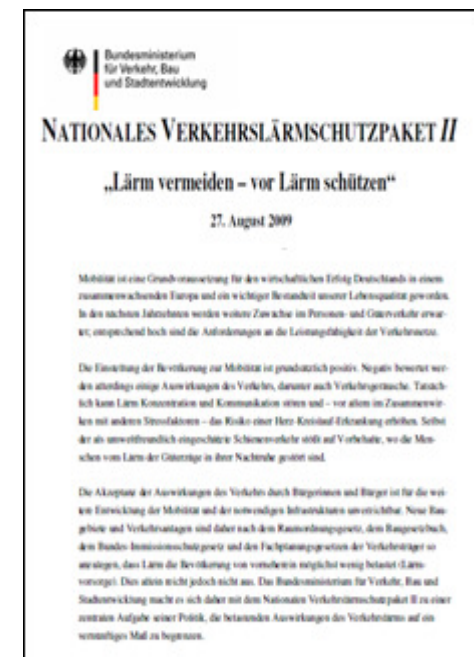 Bundesministerium
für Verkehr, Bau
und Stadtentwicklung
NATIONALES VERKEHRSLÄRMSCHUTZPAKET II
„Lärm vermeiden – vor Lärm schützen“
27. August 2009
Mobilität ist eine Grundvoraussetzung für den wirtschaftlichen Erfolg Deutschlands in einem
zusammenwachsenden Europa und ein wichtiger Bestandteil unserer Lebensqualität geworden.
In den nächsten Jahrzehnten werden weitere Zuwächse im Personen- und Güterverkehr erwar-
tet; entsprechend hoch sind die Anforderungen an die Leistungsfähigkeit der Verkehrsnetze.
Die Einstellung der Bevölkerung zur Mobilität ist grundsätzlich positiv. Negativ bewertet wer-
den allerdings einige Auswirkungen des Verkehrs, darunter auch Verkehrsgeräusche. Tatsäch-
lich kann Lärm Konzentration und Kommunikation stören und – vor allem im Zusammenwir-
ken mit anderen Stressfaktoren – das Risiko einer Herz-Kreislauf-Erkrankung erhöhen. Selbst
der als umweltfreundlich eingeschätzte Schienenverkehr stößt auf Vorbehalte, wo die Men-
schen vom Lärm der Güterzüge in ihrer Nachtruhe gestört sind.
Die Akzeptanz der Auswirkungen des Verkehrs durch Bürgerinnen und Bürger ist für die wei-
tere Entwicklung der Mobilität und der notwendigen Infrastrukturen unverzichtbar. Neue Bau-
gebiete und Verkehrsanlagen sind daher nach dem Raumordnungsgesetz, dem Baugesetzbuch,
dem Bundes-Immissionsschutzgesetz und den Fachplanungsgesetzen der Verkehrsträger so
anzulegen, dass Lärm die Bevölkerung von vornherein möglichst wenig belastet (Lärm-
vorsorge). Dies allein reicht jedoch nicht aus. Das Bundesministerium für Verkehr, Bau und
Stadtentwicklung macht es sich daher mit dem Nationalen Verkehrslärmschutzpaket II zu einer
zentralen Aufgabe seiner Politik, die belastenden Auswirkungen des Verkehrslärms auf ein
vernünftiges Maß zu begrenzen.